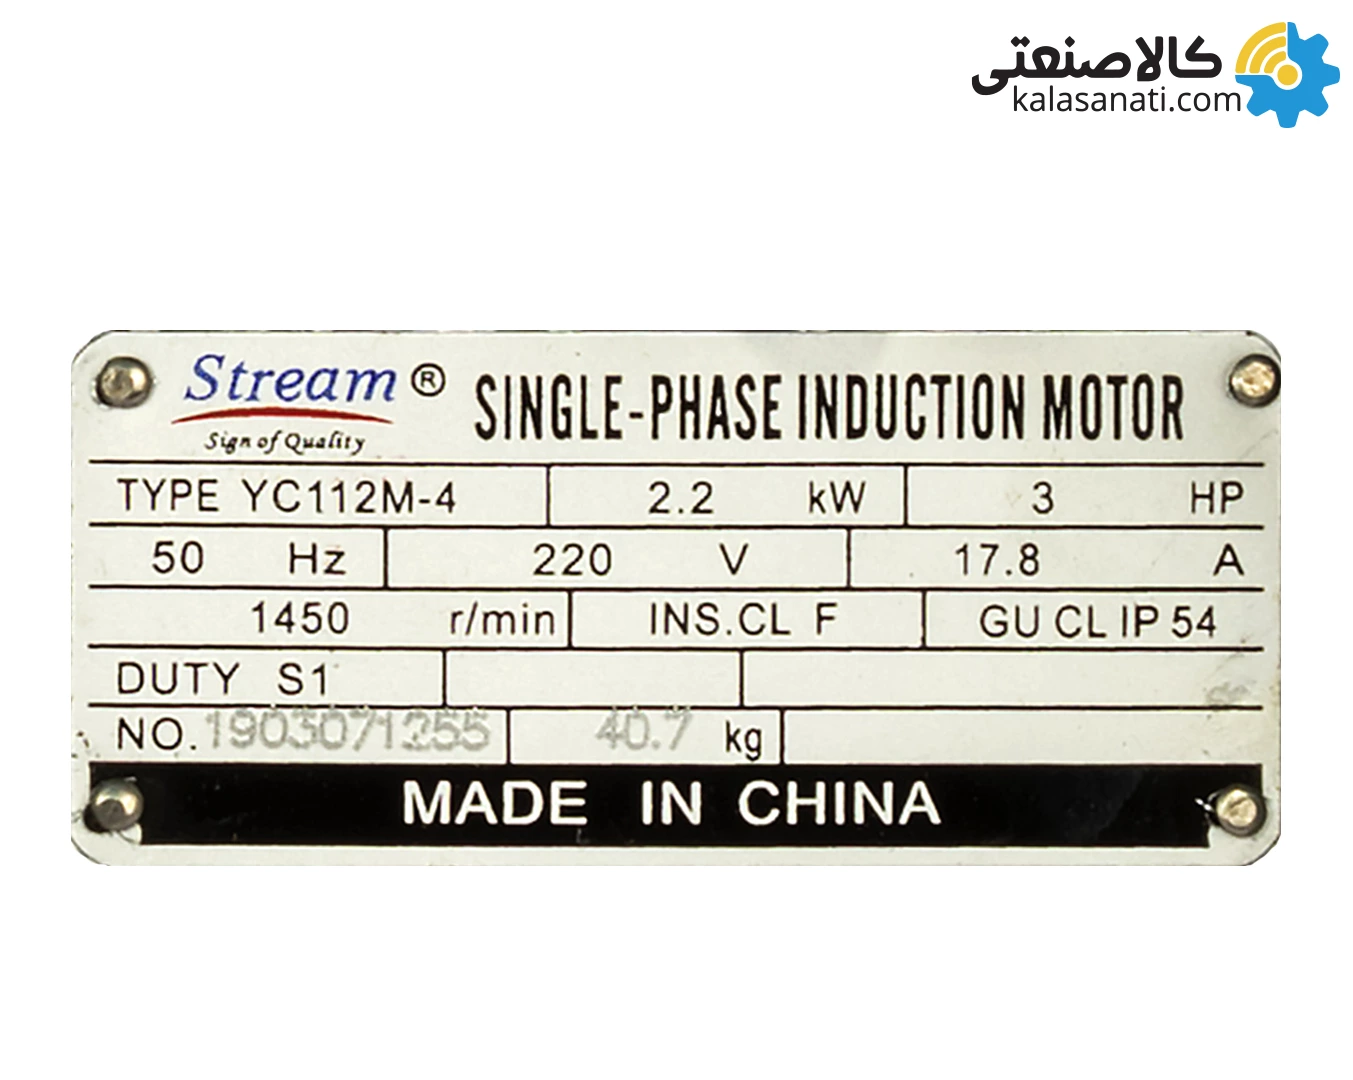 کالاصنعتی
kalasanati.com
Stream ® SINGLE-PHASE INDUCTION MOTOR
Sign of Quality
TYPE YC112M-4 2.2 kW 3 HP
50 Hz 220 V 17.8 A
1450 r/min INS.CL F GU CL IP 54
DUTY S1
NO. 1903071255 40.7 kg
MADE IN CHINA